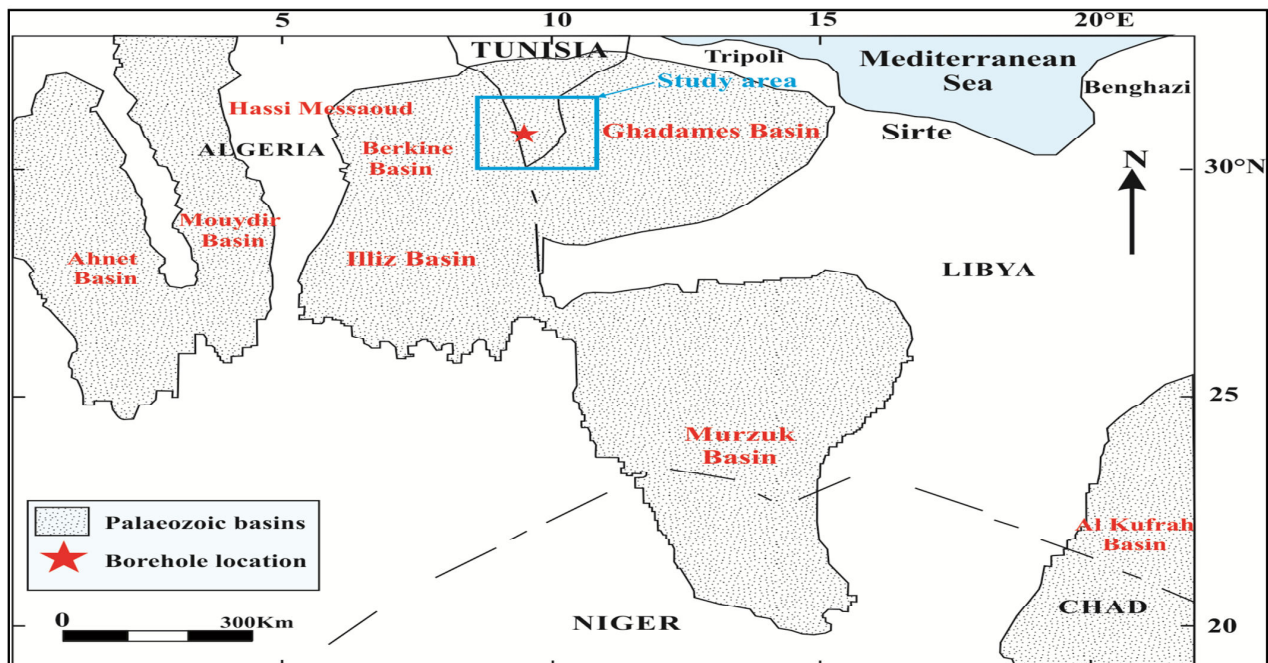 5
10
15
20°E
TUNISIA
Tripoli
Mediterranean
Sea
Study area
Benghazi
Hassi Messaoud
Ghadames Basin
Sirte
ALGERIA
Berkine
Basin
N
30°N
Mouydir
Basin
Ahnet
Basin
Illiz Basin
LIBYA
25
Murzuk
Basin
Palaeozoic basins
Borehole location
Al Kufrah
Basin
CHAD
0
300Km
NIGER
20